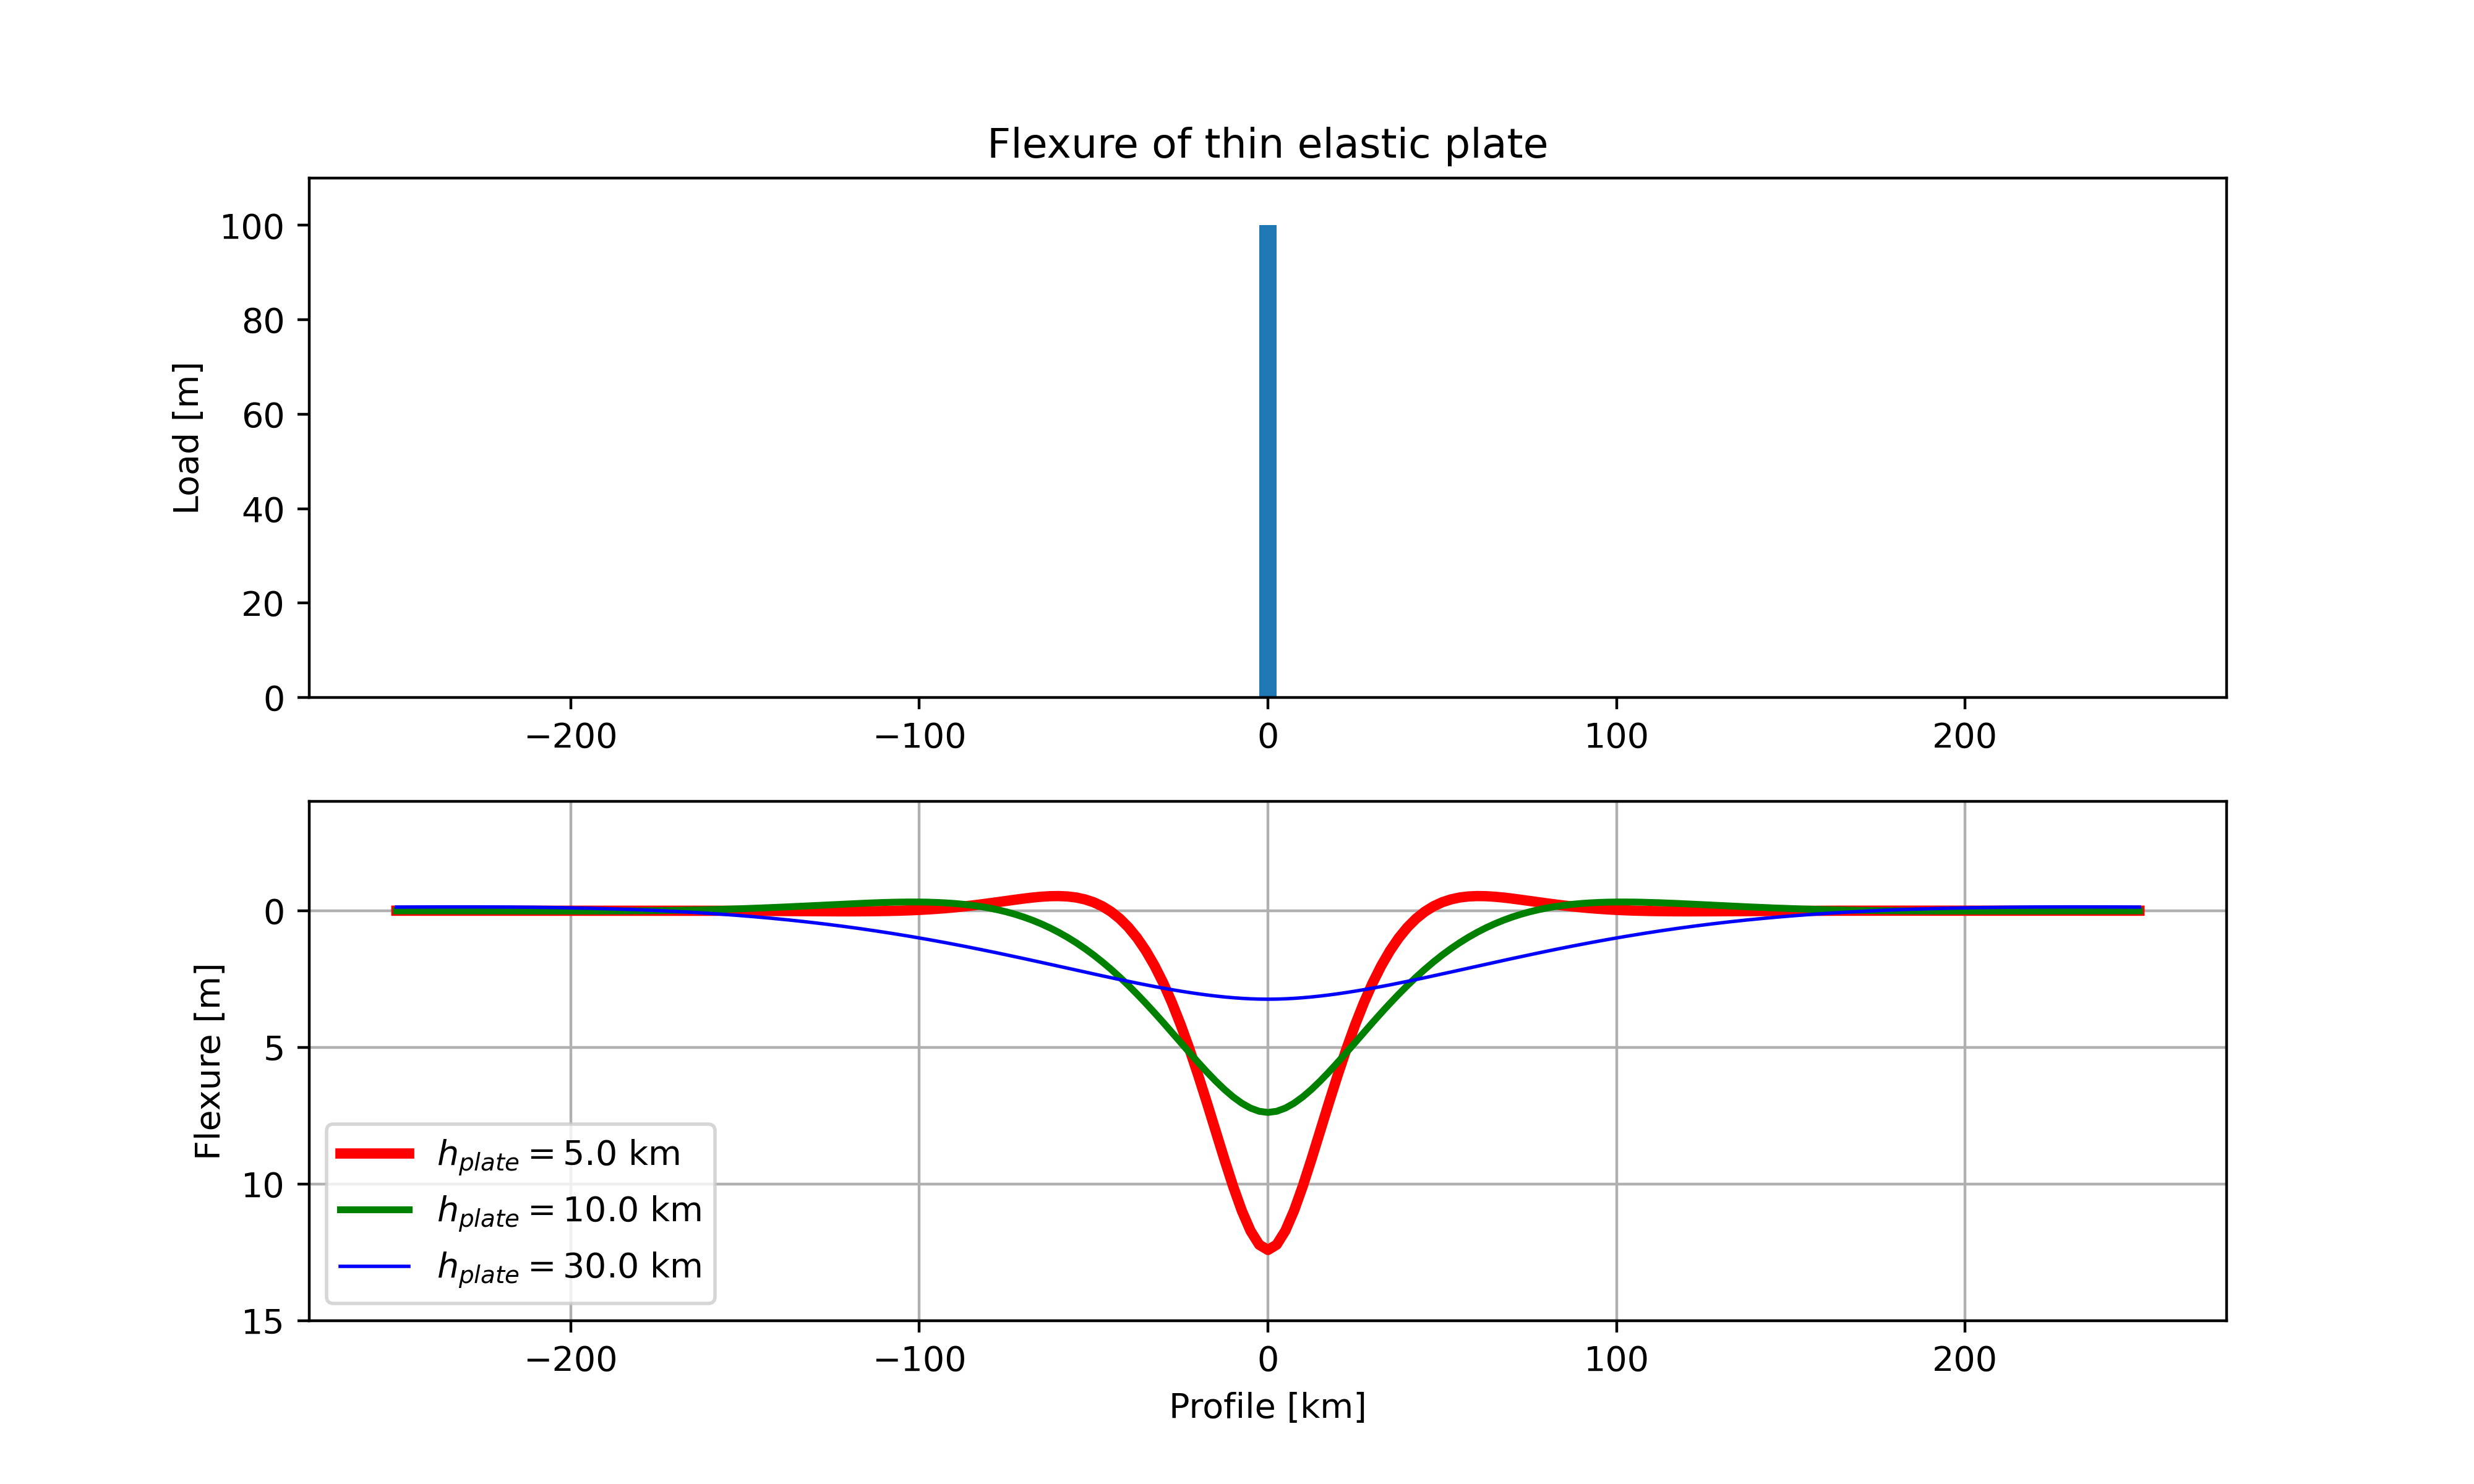 Flexure of thin elastic plate
Load [m]
100
80
60
40
20
0
−200 −100 0 100 200
Flexure [m]
0
5
10
15
h_plate = 5.0 km
h_plate = 10.0 km
h_plate = 30.0 km
−200 −100 0 100 200
Profile [km]